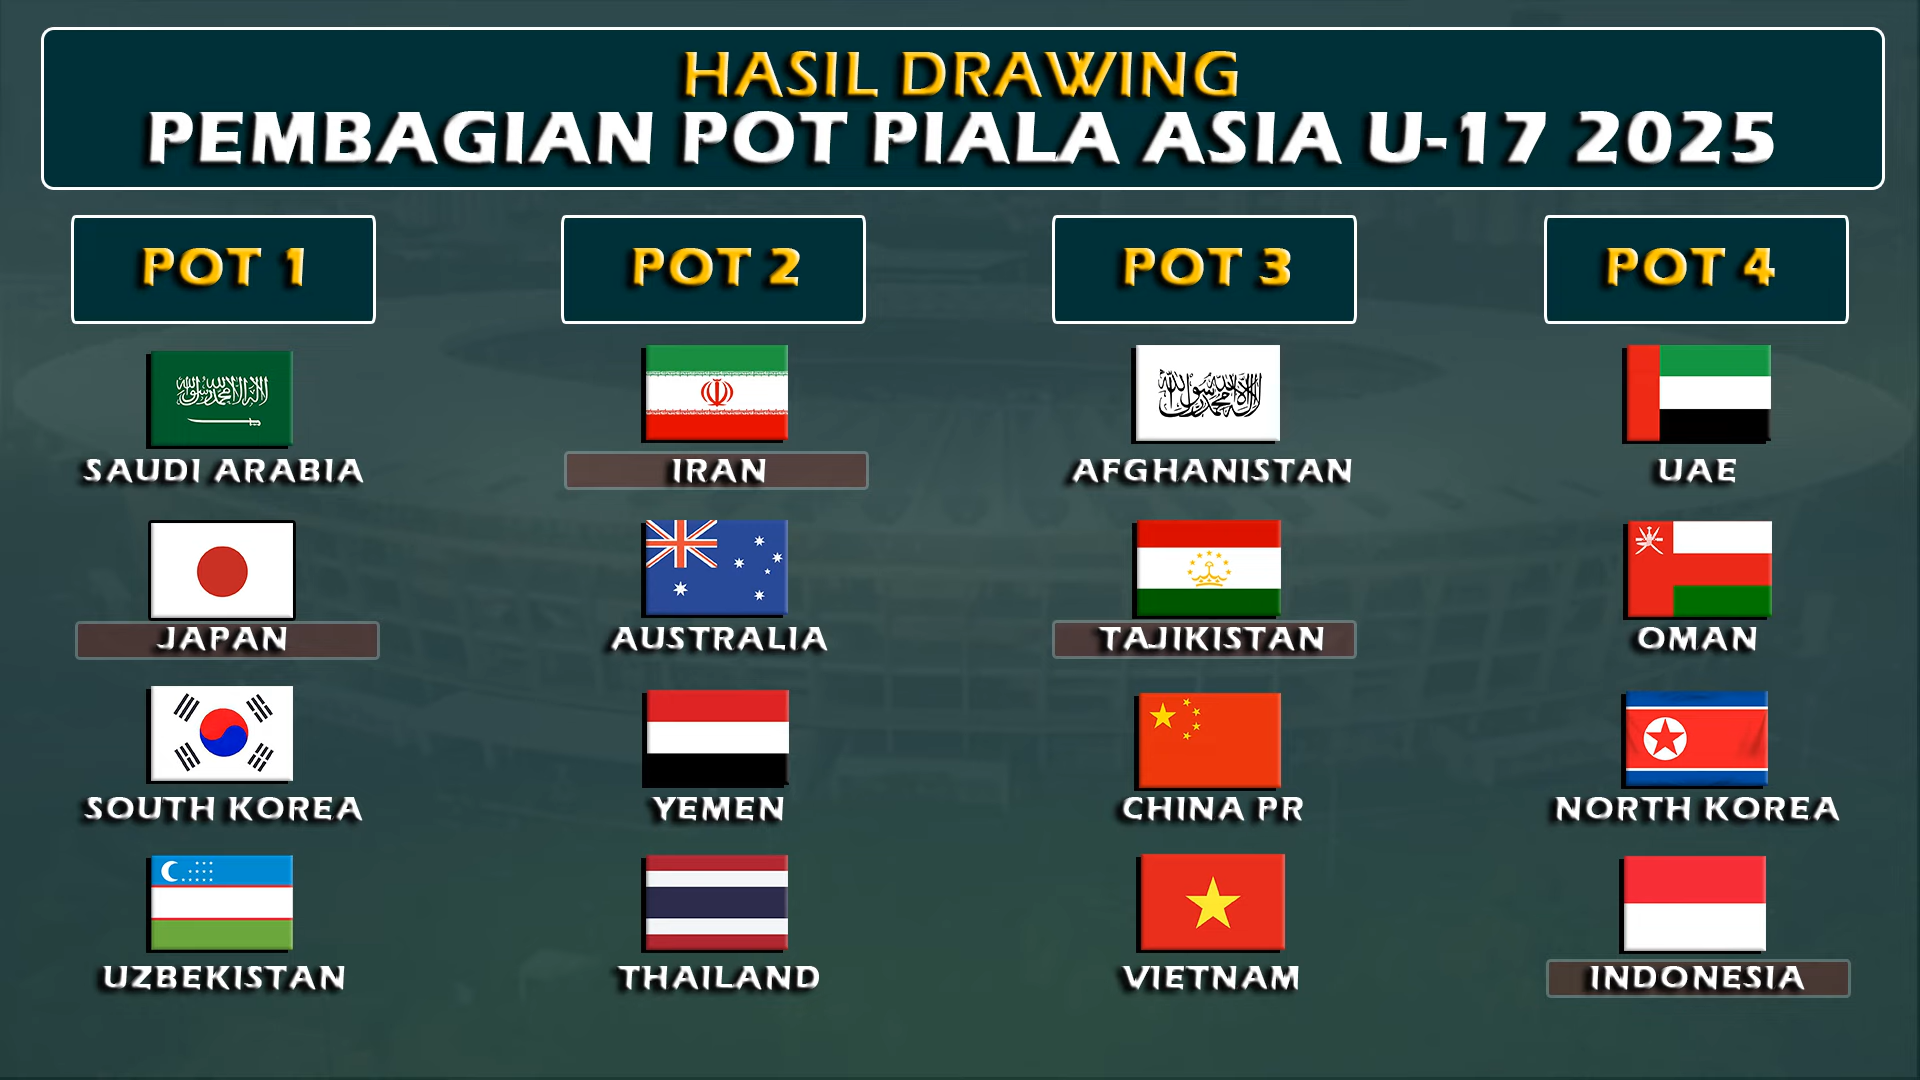 HASIL DRAWING
PEMBAGIAN POT PIALA ASIA U-17 2025
POT 1
POT 2
POT 3
POT 4
SAUDI ARABIA
IRAN
AFGHANISTAN
UAE
JAPAN
AUSTRALIA
TAJIKISTAN
OMAN
SOUTH KOREA
YEMEN
CHINA PR
NORTH KOREA
UZBEKISTAN
THAILAND
VIETNAM
INDONESIA